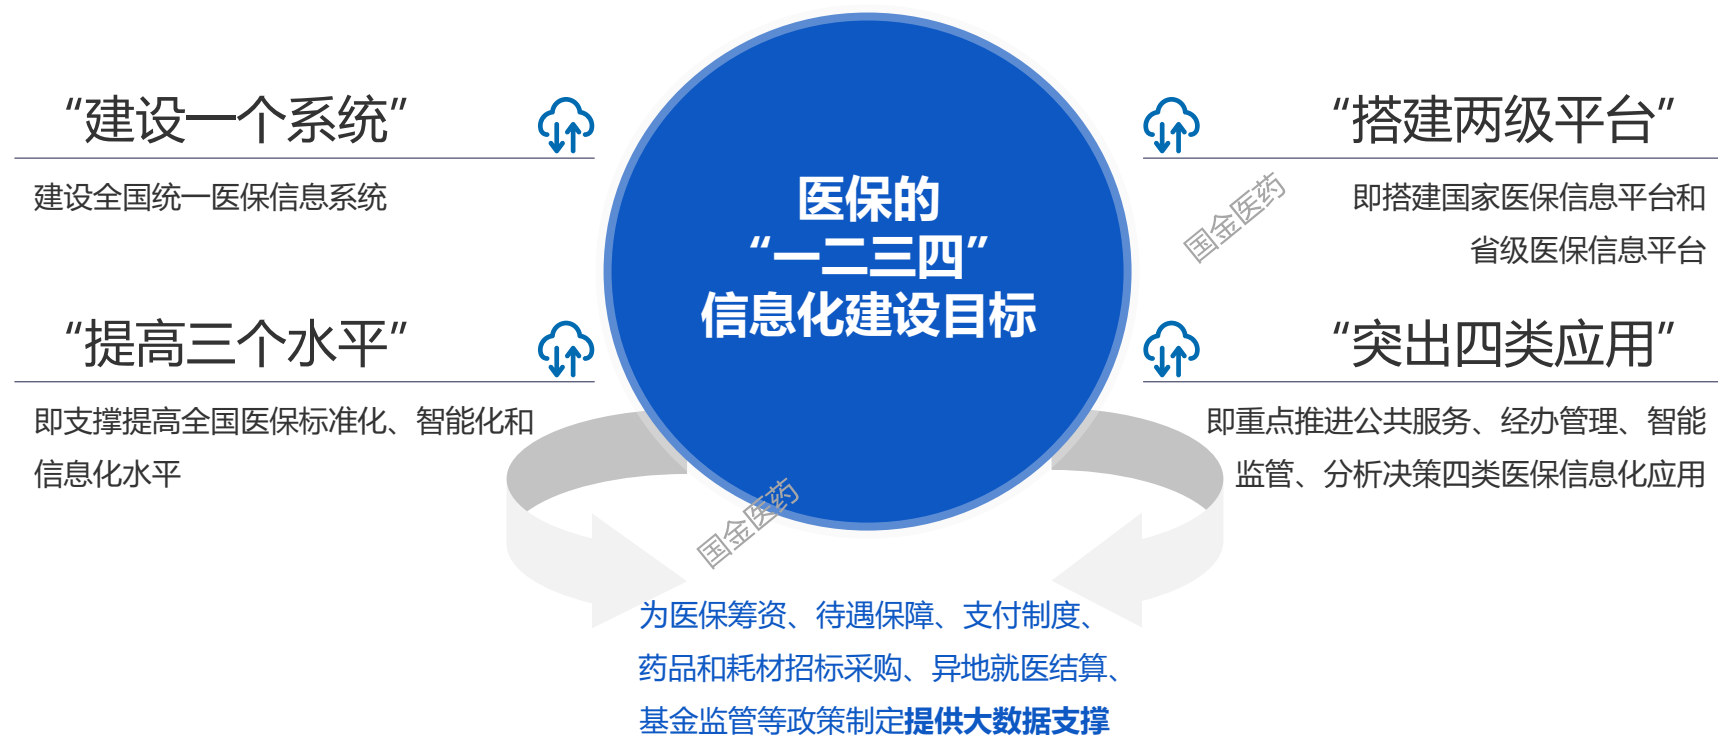 “建设一个系统”
建设全国统一医保信息系统
“搭建两级平台”
即搭建国家医保信息平台和
省级医保信息平台
医保的
“一二三四”
信息化建设目标
“提高三个水平”
即支撑提高全国医保标准化、智能化和
信息化水平
“突出四类应用”
即重点推进公共服务、经办管理、智能
监管、分析决策四类医保信息化应用
为医保筹资、待遇保障、支付制度、
药品和耗材招标采购、异地就医结算、
基金监管等政策制定提供大数据支撑
国金医药
国金医药